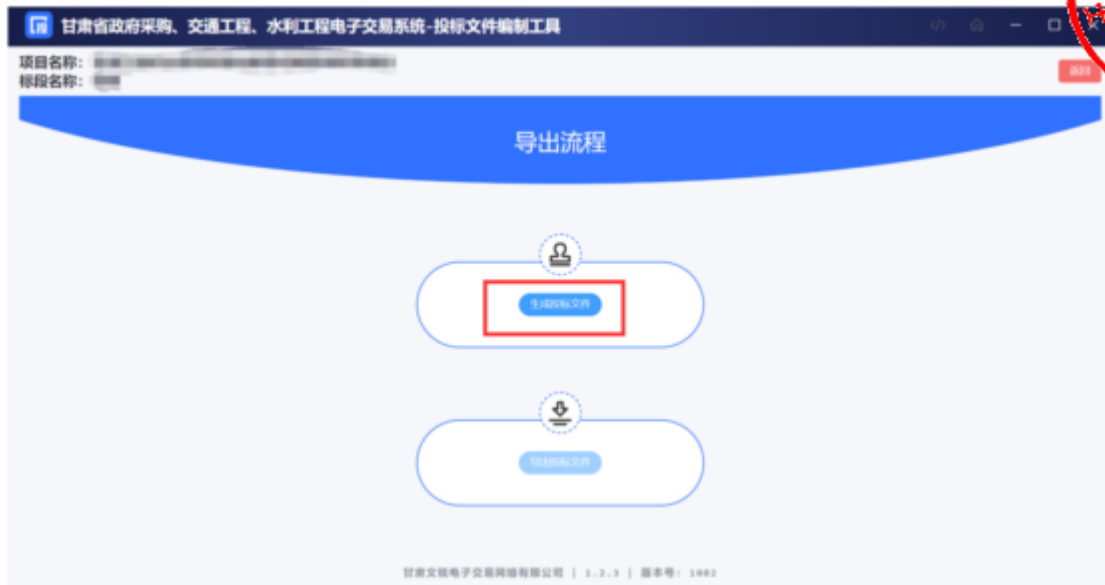 甘肃省政府采购、交通工程、水利工程电子交易系统-投标文件编制工具
项目名称：
标段名称：
返回
导出流程
生成投标文件
导出投标文件
甘肃文锐电子交易网络有限公司 | 1.2.3 | 版本号: 1002